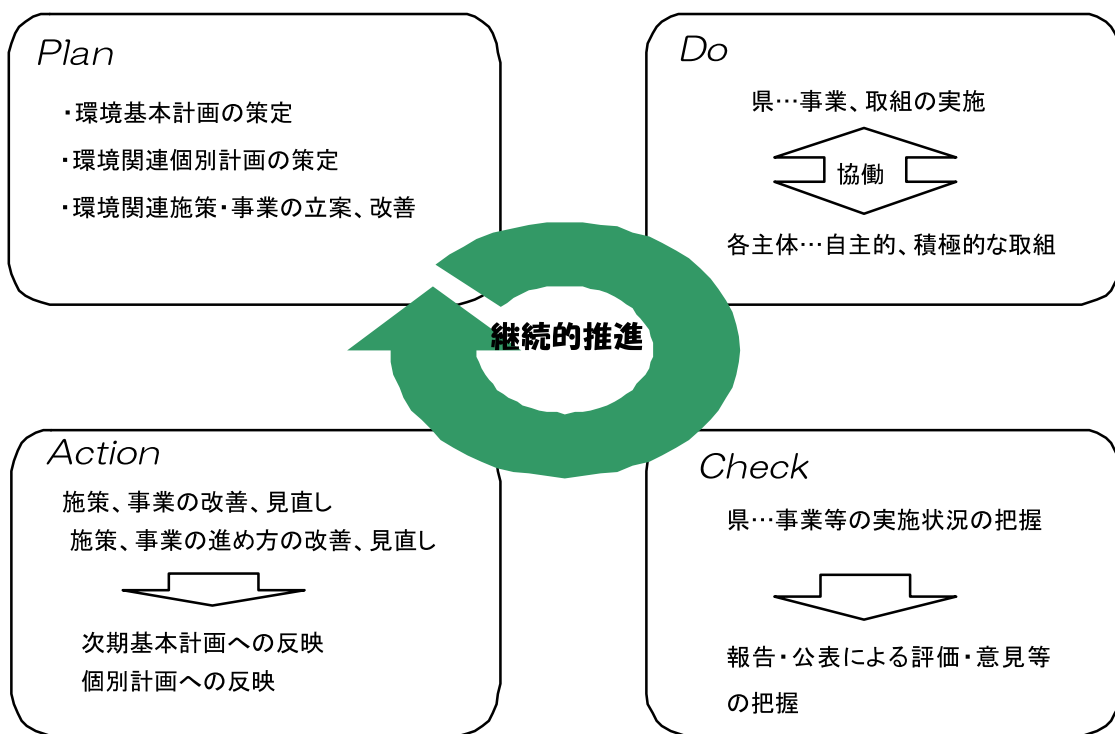 Plan
・環境基本計画の策定
・環境関連個別計画の策定
・環境関連施策・事業の立案、改善
Do
県…事業、取組の実施
協働
各主体…自主的、積極的な取組
継続的推進
Action
施策、事業の改善、見直し
施策、事業の進め方の改善、見直し
次期基本計画への反映
個別計画への反映
Check
県…事業等の実施状況の把握
報告・公表による評価・意見等
の把握